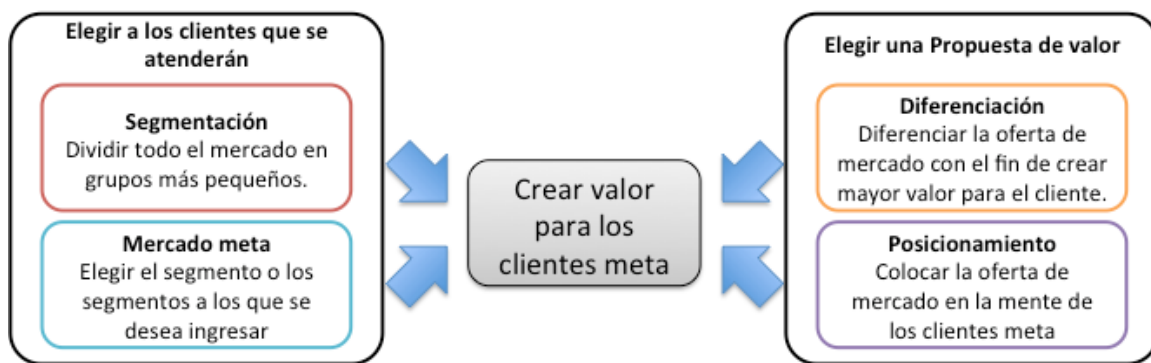 Elegir a los clientes que se
atenderán
Segmentación
Dividir todo el mercado en
grupos más pequeños.
Mercado meta
Elegir el segmento o los
segmentos a los que se
desea ingresar
Crear valor
para los
clientes meta
Elegir una Propuesta de valor
Diferenciación
Diferenciar la oferta de
mercado con el fin de crear
mayor valor para el cliente.
Posicionamiento
Colocar la oferta de
mercado en la mente de
los clientes meta